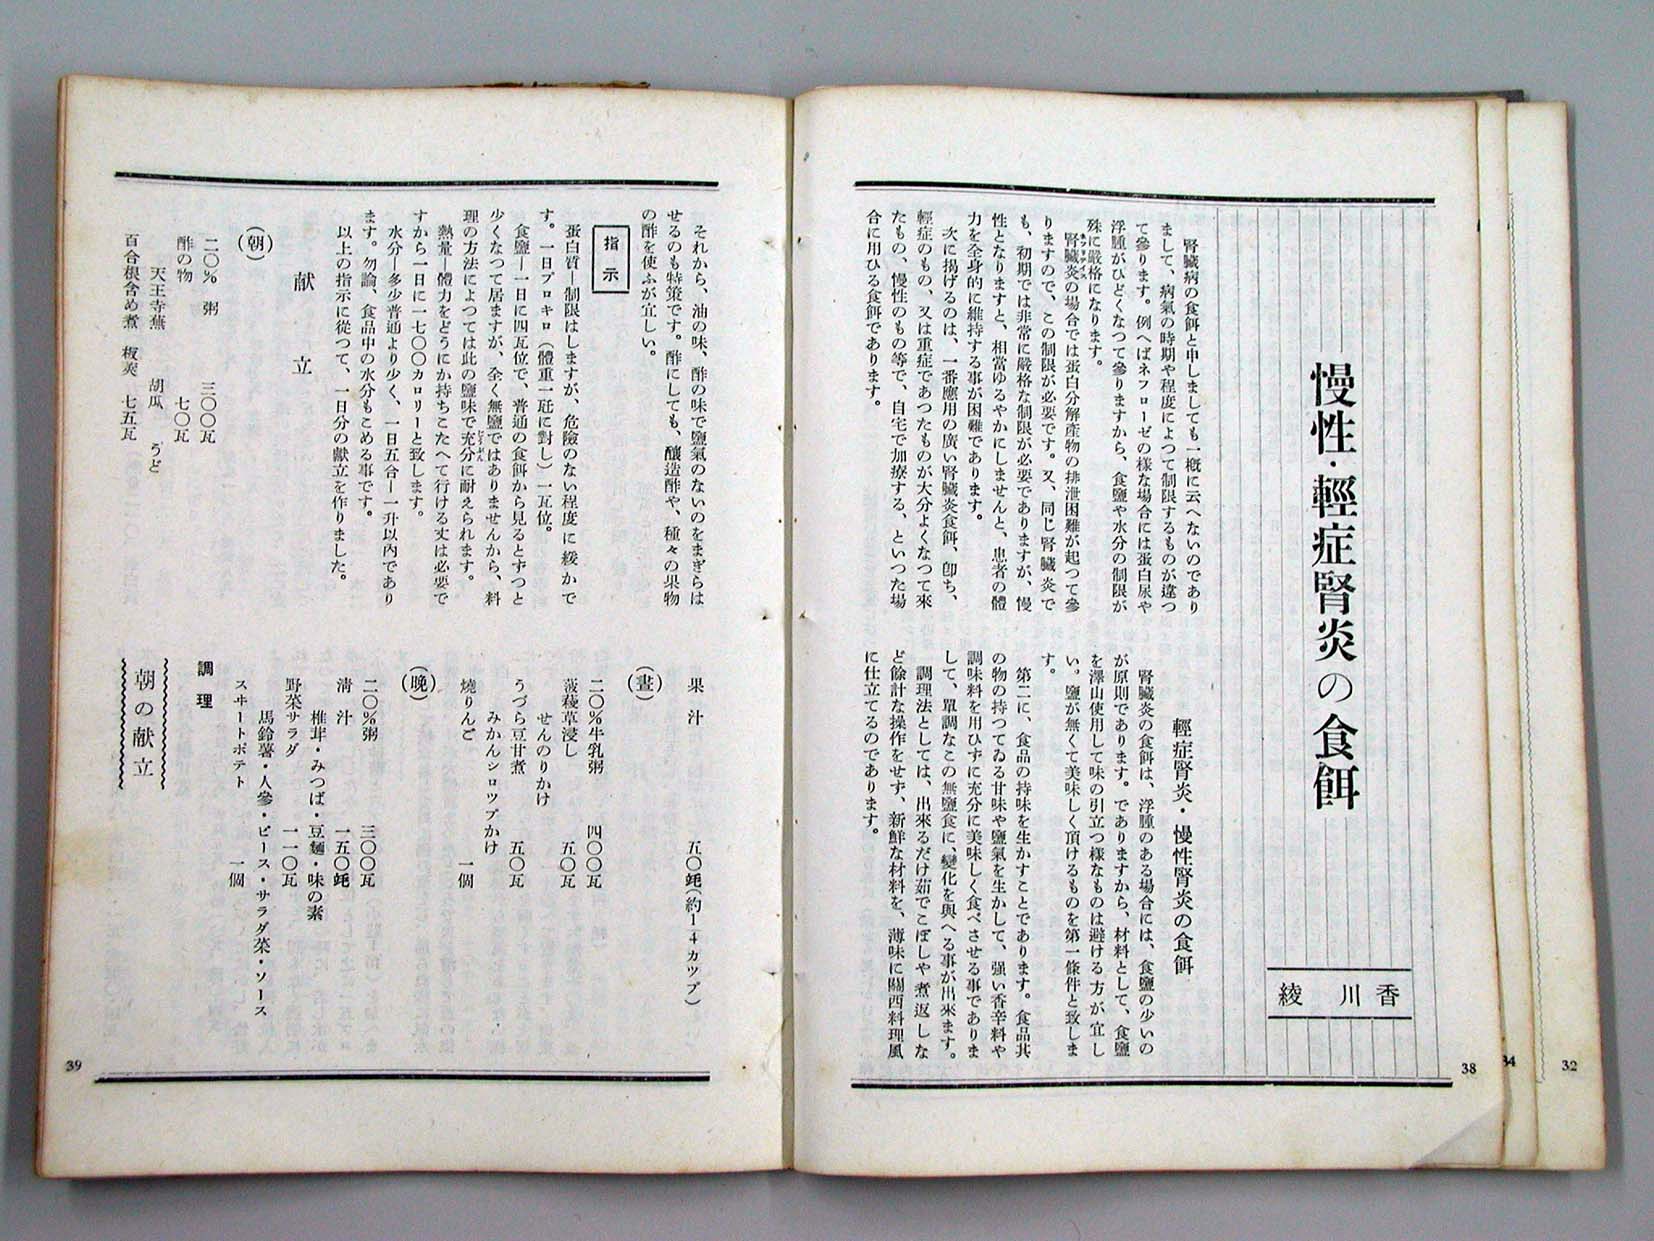 慢性・輕症腎炎の食餌
香川 綾
腎臓病の食餌と申しましても一概に云へないのであり
まして、病氣の時期や程度によつて制限するものが違つ
て參ります。例へばネフローゼの様な場合には蛋白尿や
浮腫がひどくなつて參りますから、食鹽や水分の制限が
殊に嚴格になります。
腎臓炎の場合では蛋白分解產物の排泄困難が起つて參
りますので、この制限が必要です。又、同じ腎臓炎で
も、初期では非常に嚴格な制限が必要でありますが、慢
性となりますと、相當ゆるやかにしませんと、患者の體
力を全身的に維持する事が困難であります。
次に揭げるのは、一番應用の廣い腎臓炎食餌、卽ち、
輕症のもの、又は重症であつたものが大分よくなつて來
たもの、慢性のもの等で、自宅で加療する、といつた場
合に用ひる食餌であります。
輕症腎炎・慢性腎炎の食餌
腎臓炎の食餌は、浮腫のある場合には、食鹽の少いの
が原則であります。でありますから、材料として、食鹽
を澤山使用して味の引立つ様なものは避ける方が宜し
い。鹽が無くて美味しく頂けるものを第一條件と致しま
す。
第二に、食品の持味を生かすことであります。食品其
の物の持つてゐる甘味や鹽氣を生かして、强い香辛料や
調味料を用ひずに充分に美味しく食べさせる事でありま
して、單調なこの無鹽食に、變化を與へる事が出來ます。
調理法としては、出來るだけ茹でこぼしや煮返しな
ど餘計な操作をせず、新鮮な材料を、薄味に關西料理風
に仕立てるのであります。
38
34
32
それから、油の味、酢の味で鹽氣のないのをまぎらは
せるのも特策です。酢にしても、釀造酢や、種々の果物
の酢を使ふが宜しい。
指示
蛋白質—制限はしますが、危險のない程度に緩かで
す。一日プロキロ（體重一瓩に對し）一瓦位。
食鹽—一日に四瓦位で、普通の食餌から見るとずつと
少くなつて居ますが、全く無鹽ではありませんから、料
理の方法によつては此の鹽味で充分に耐えられます。
熱量—體力をどうにか持ちこたへて行ける丈は必要で
すから一日に一七〇〇カロリーと致します。
水分—多少普通より少く、一日五合—一升以內であり
ます。勿論、食品中の水分もこめる事です。
以上の指示に從つて、一日分の献立を作りました。
献立
（朝）
二〇％粥 三〇〇瓦
酢の物 七〇瓦
天王寺蕪 胡瓜 うど
百合根含め煮 七五瓦
果汁 五〇竓（約1/4カップ）
（晝）
二〇％牛乳粥 四〇〇瓦
菠薐草浸し 五〇瓦
せんのりかけ
うづら豆甘煮 五〇瓦
みかんシロップかけ
燒りんご 一個
（晩）
二〇％粥 三〇〇瓦
淸汁 一五〇竓
椎茸・みつば・豆麵・味の素
野菜サラダ 一一〇瓦
馬鈴薯・人參・ピース・サラダ菜・ソース
スヰートポテト 一個
調理
朝の献立
39